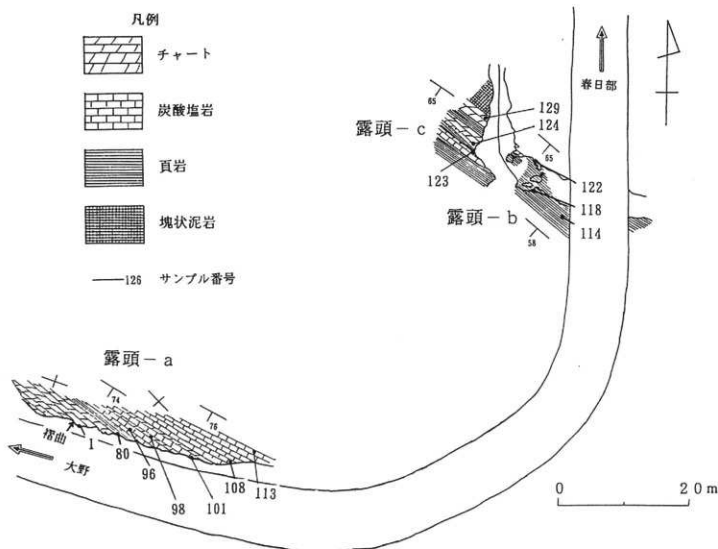 凡例
チャート
炭酸塩岩
頁岩
塊状泥岩
126 サンプル番号
春日部
65
129
露頭-c
124
65
123
122
118
露頭-b
114
58
露頭-a
74
76
褶曲
1
80
大野
96
108
113
98
101
0
20m